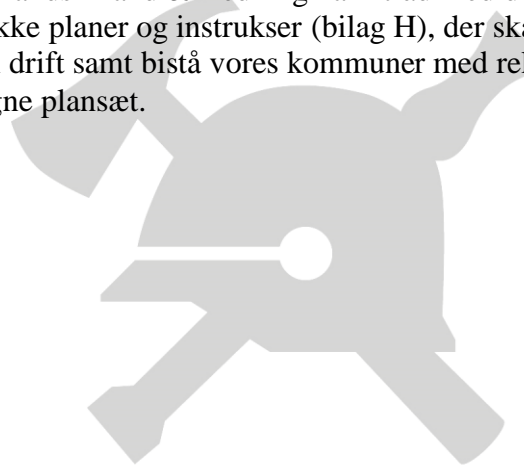 kke planer og instrukser (bilag H), der ska
drift samt bistå vores kommuner med rel
gne plansæt.